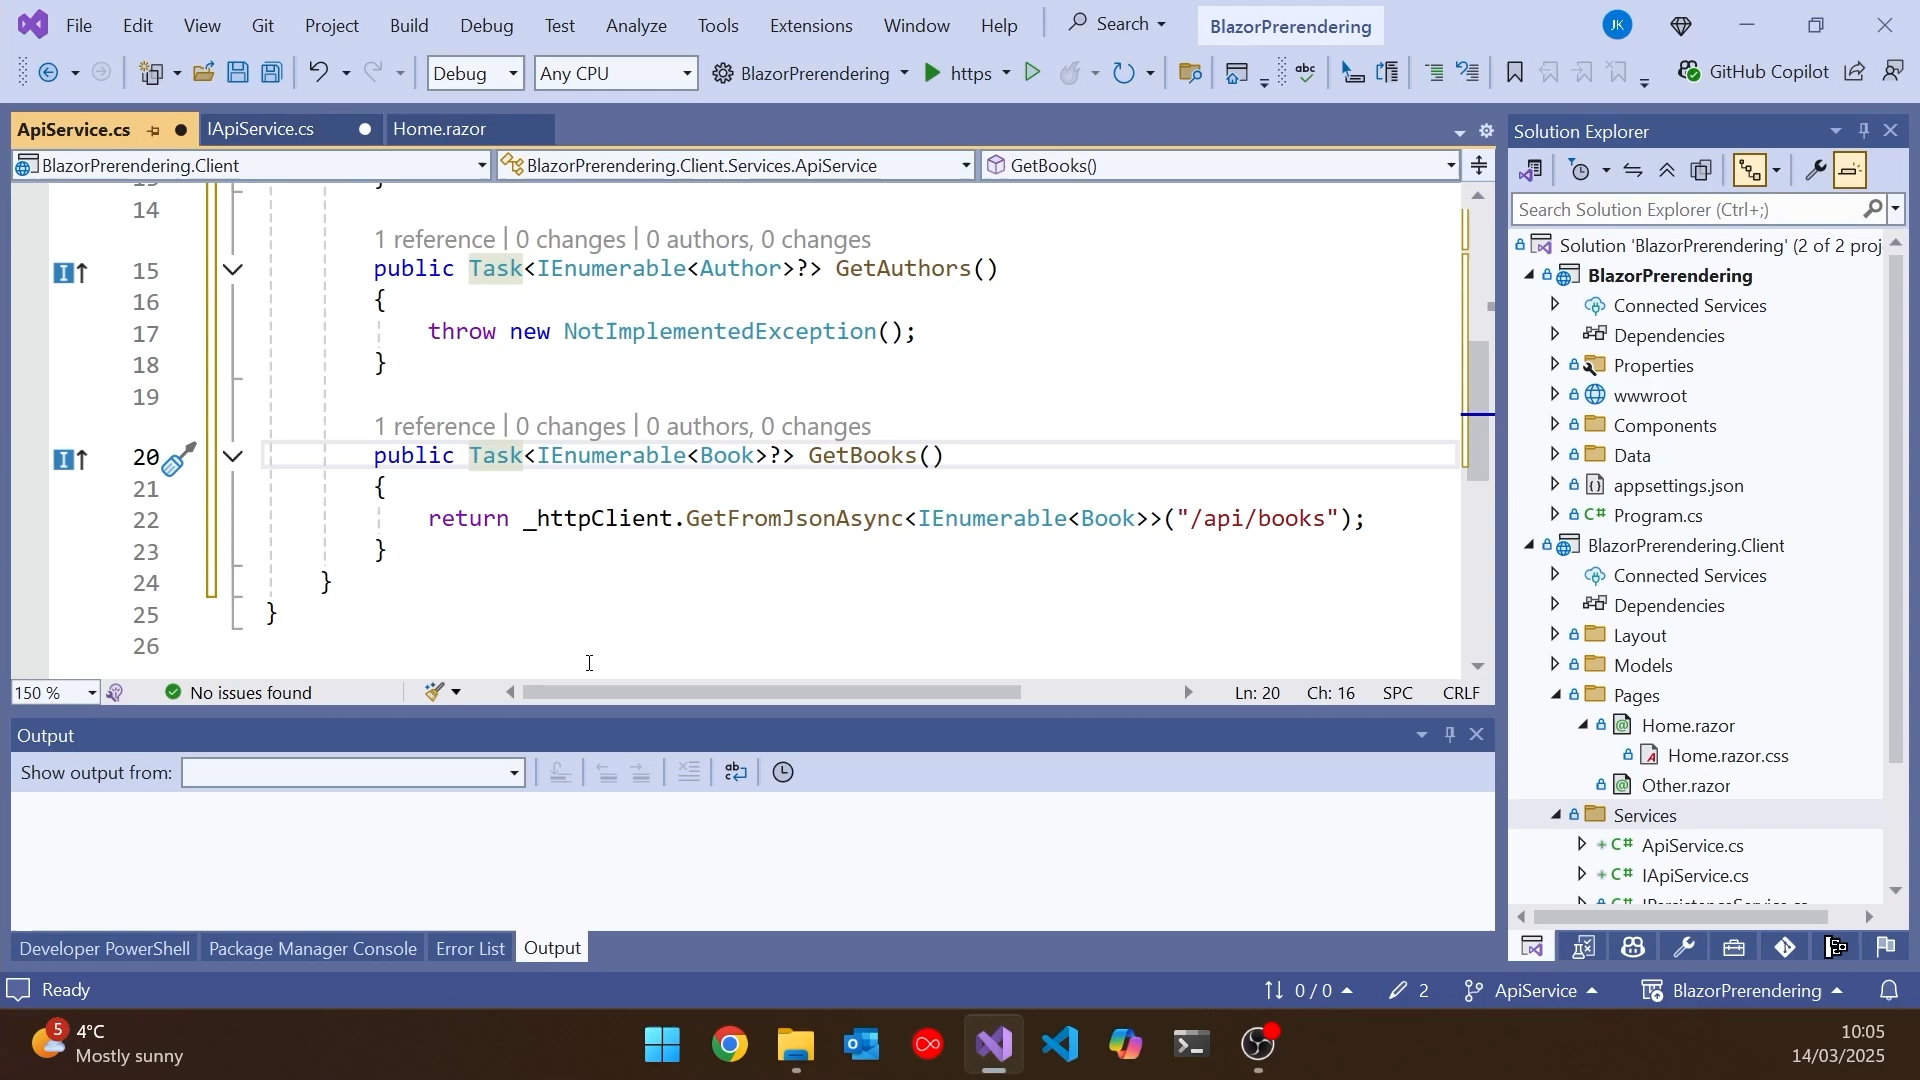 File Edit View Git Project Build Debug Test Analyze Tools Extensions Window Help Search BlazorPrerendering JK
Debug Any CPU BlazorPrerendering https abc GitHub Copilot
ApiService.cs IApiService.cs Home.razor
BlazorPrerendering.Client BlazorPrerendering.Client.Services.ApiService GetBooks()
14
1 reference | 0 changes | 0 authors, 0 changes
15 public Task<IEnumerable<Author>?> GetAuthors()
16 {
17 throw new NotImplementedException();
18 }
19
1 reference | 0 changes | 0 authors, 0 changes
20 public Task<IEnumerable<Book>?> GetBooks()
21 {
22 return _httpClient.GetFromJsonAsync<IEnumerable<Book>>("/api/books");
23 }
24 }
25 }
26
150 % No issues found Ln: 20 Ch: 16 SPC CRLF
Output
Show output from:
Developer PowerShell Package Manager Console Error List Output
Solution Explorer
Search Solution Explorer (Ctrl+;)
Solution 'BlazorPrerendering' (2 of 2 proj
BlazorPrerendering
Connected Services
Dependencies
Properties
wwwroot
Components
Data
appsettings.json
C# Program.cs
BlazorPrerendering.Client
Connected Services
Dependencies
Layout
Models
Pages
Home.razor
Home.razor.css
Other.razor
Services
C# ApiService.cs
C# IApiService.cs
Ready 0 / 0 2 ApiService BlazorPrerendering
5 4°C
Mostly sunny
10:05
14/03/2025